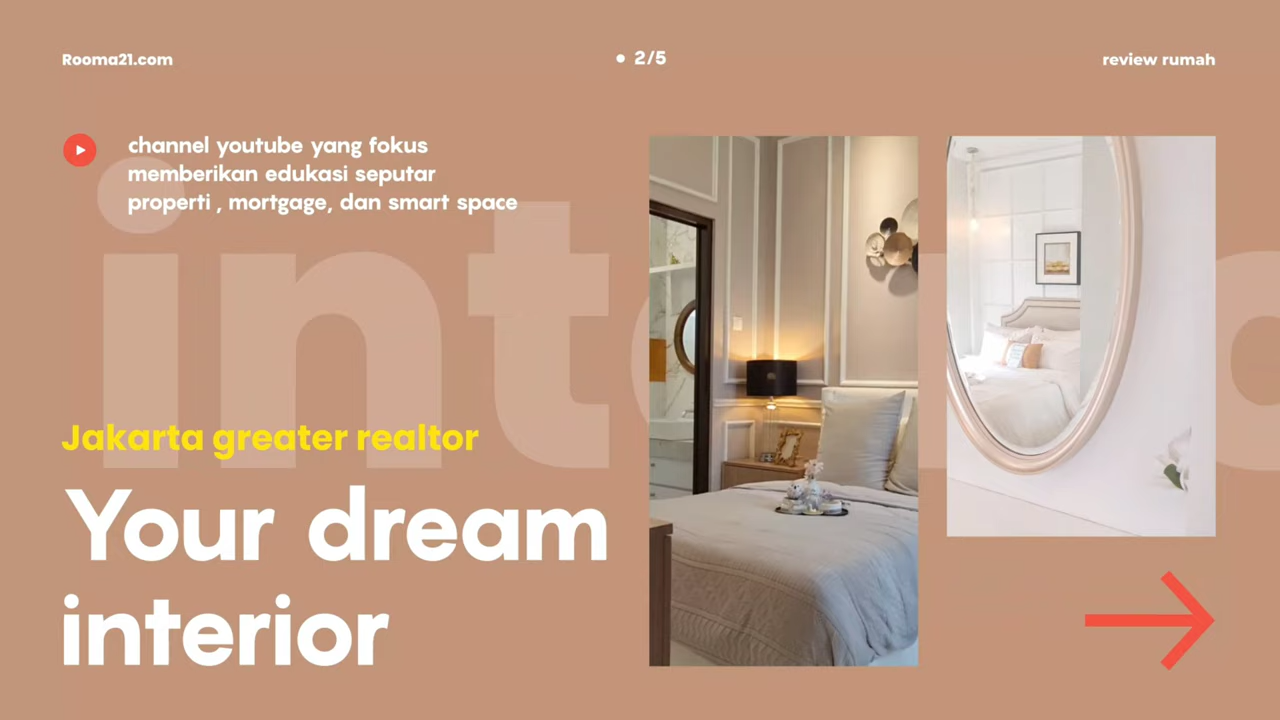 Rooma21.com
• 2/5
review rumah
channel youtube yang fokus
memberikan edukasi seputar
properti , mortgage, dan smart space
Jakarta greater realtor
Your dream
interior